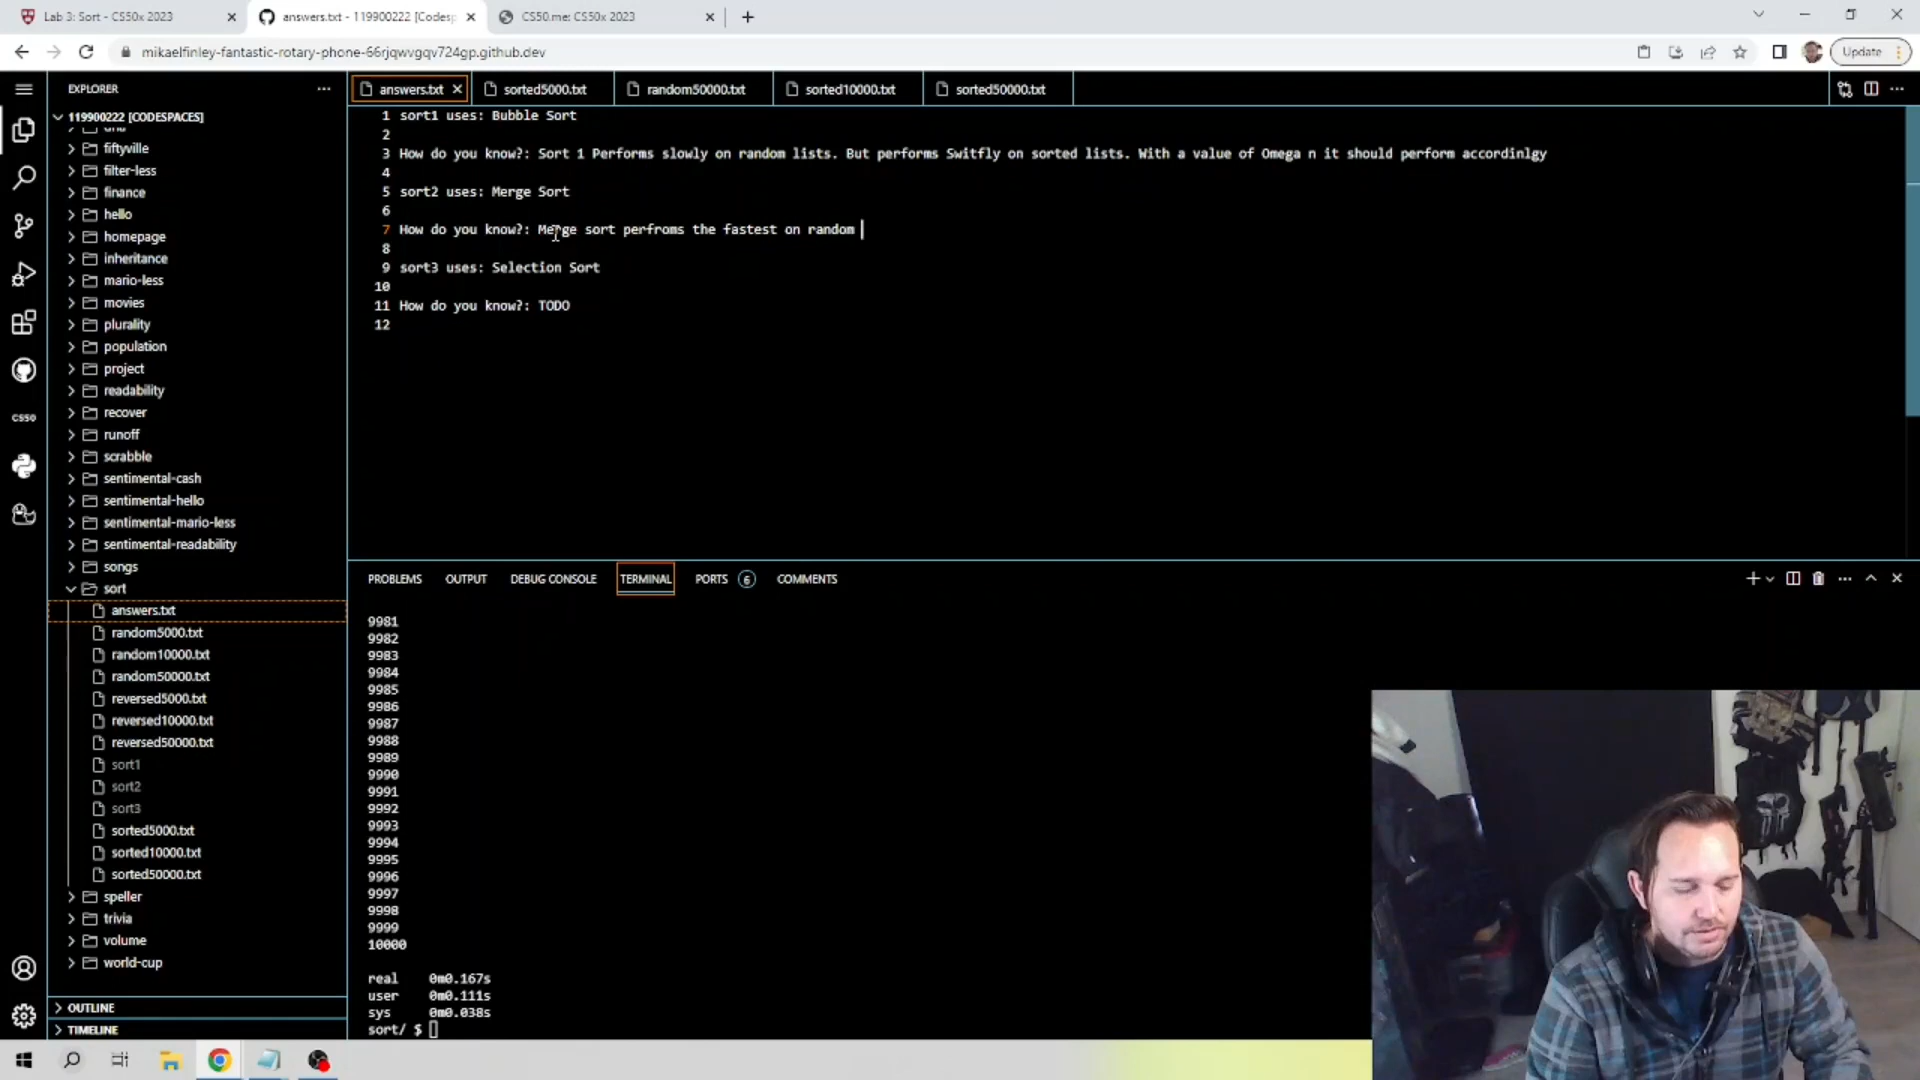 Lab 3: Sort - CS50x 2023
answers.txt - 119900222 [Codesp
CS50.me: CS50x 2023
mikaelfinley-fantastic-rotary-phone-66rjqwvgqv724gp.github.dev
Update
EXPLORER
answers.txt
sorted5000.txt
random50000.txt
sorted10000.txt
sorted50000.txt
119900222 [CODESPACES]
fiftyville
filter-less
finance
hello
homepage
inheritance
mario-less
movies
plurality
population
project
readability
recover
runoff
scrabble
sentimental-cash
sentimental-hello
sentimental-mario-less
sentimental-readability
songs
sort
answers.txt
random5000.txt
random10000.txt
random50000.txt
reversed5000.txt
reversed10000.txt
reversed50000.txt
sort1
sort2
sort3
sorted5000.txt
sorted10000.txt
sorted50000.txt
speller
trivia
volume
world-cup
OUTLINE
TIMELINE
CS50
1 sort1 uses: Bubble Sort
2
3 How do you know?: Sort 1 Performs slowly on random lists. But performs Switfly on sorted lists. With a value of Omega n it should perform accordinlgy
4
5 sort2 uses: Merge Sort
6
7 How do you know?: Merge sort perfroms the fastest on random
8
9 sort3 uses: Selection Sort
10
11 How do you know?: TODO
12
PROBLEMS OUTPUT DEBUG CONSOLE TERMINAL PORTS 6 COMMENTS
9981
9982
9983
9984
9985
9986
9987
9988
9989
9990
9991
9992
9993
9994
9995
9996
9997
9998
9999
10000
real 0m0.167s
user 0m0.111s
sys 0m0.038s
sort/ $